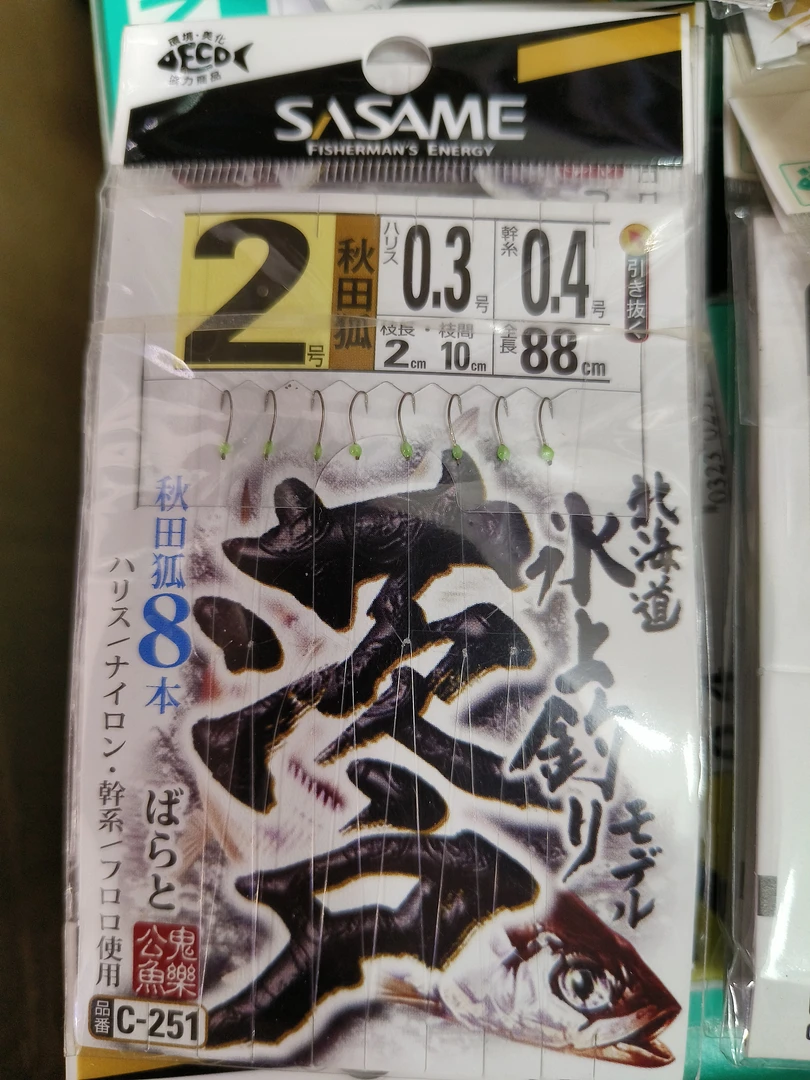 環境・美化
ECO
協力商品
SASAME
FISHERMAN'S ENERGY
2号
秋田狐
ハリス
0.3号
幹糸
0.4号
枝長・枝間
2cm 10cm
全長
88cm
引き抜く
北海道
氷上釣り
モデル
秋田狐8本
ハリス/ナイロン・幹糸/フロロ使用
ばらと
鬼樂
公魚
品番
C-251